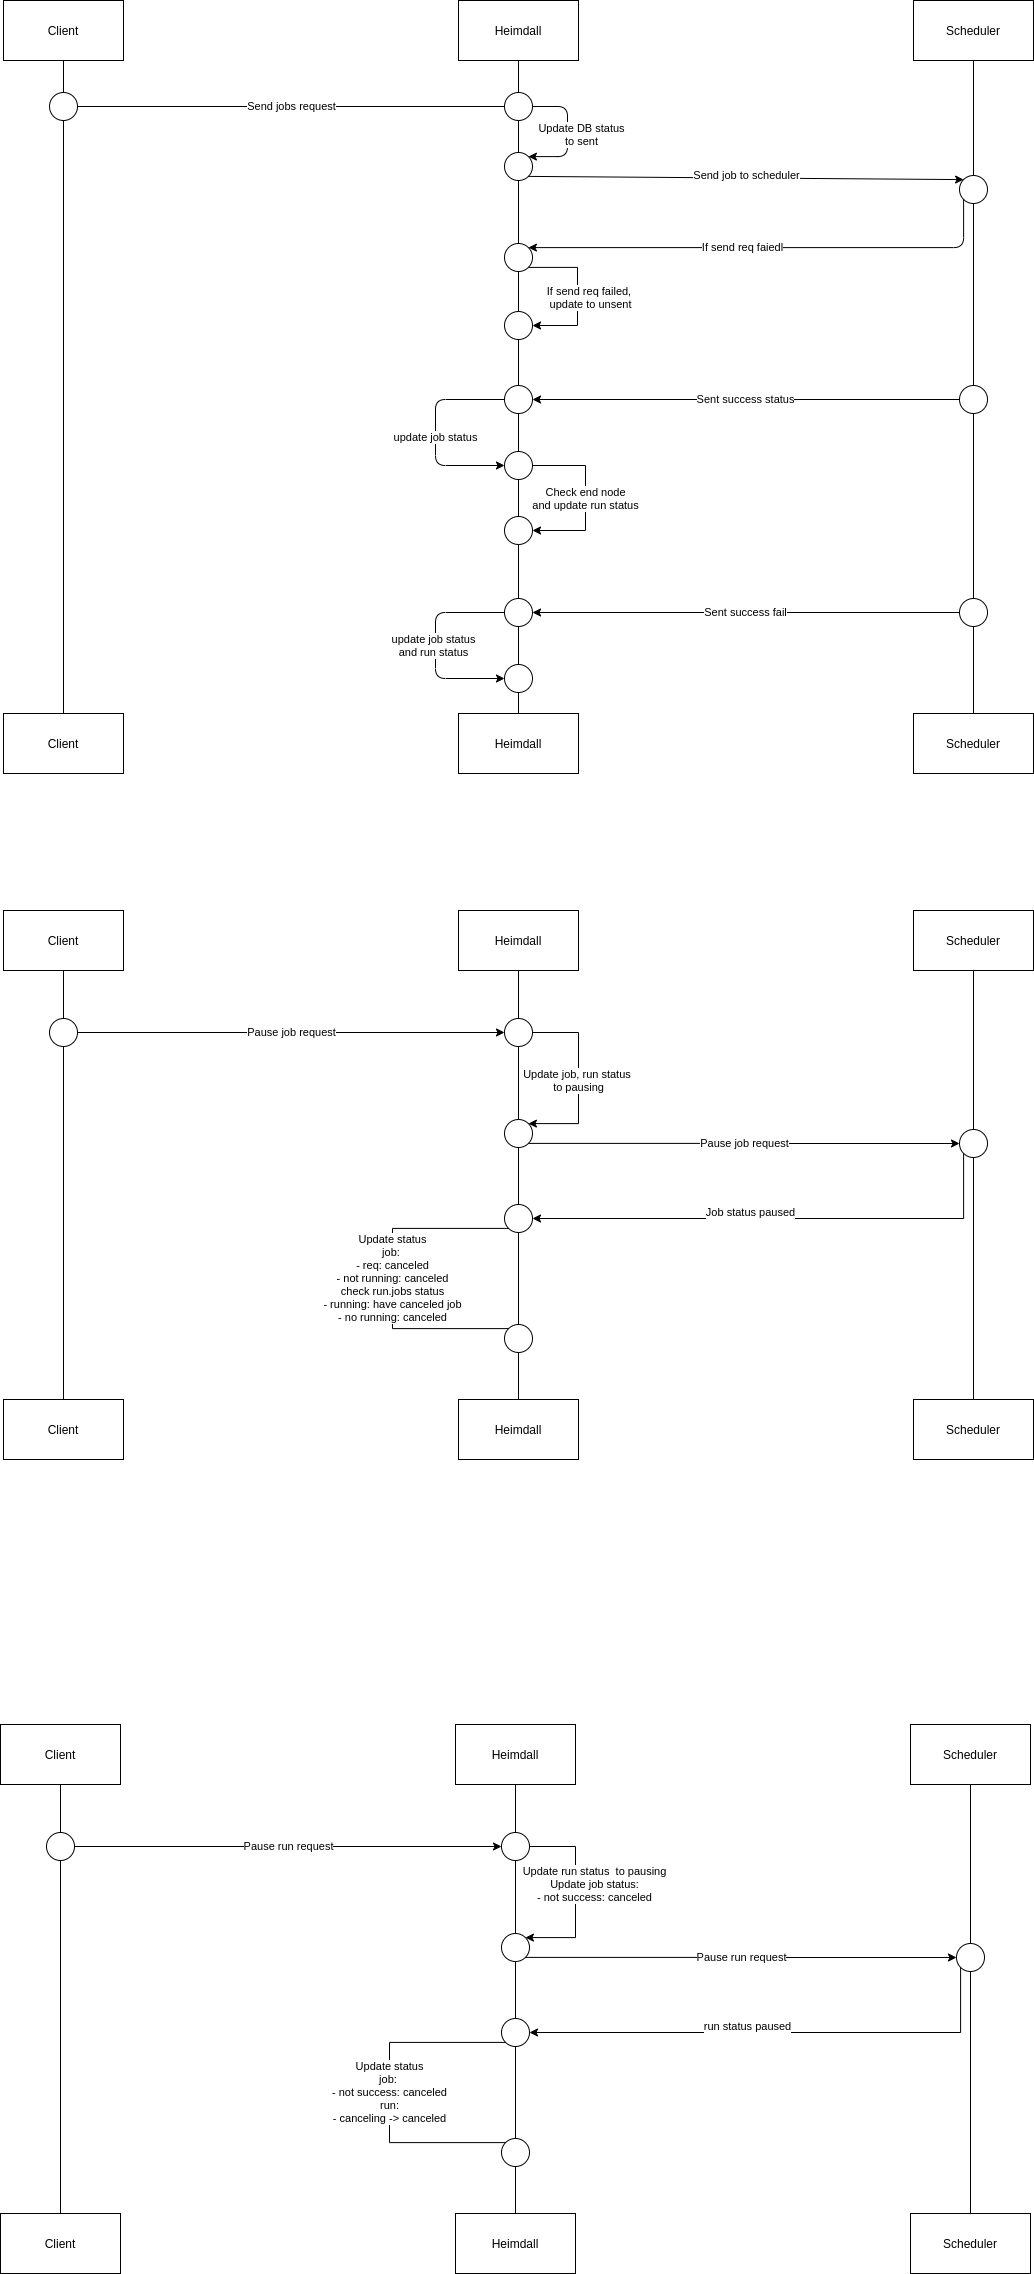 Client
Heimdall
Scheduler
Send jobs request
Update DB status
to sent
Send job to scheduler
If send req faiedl
If send req failed,
update to unsent
Sent success status
update job status
Check end node
and update run status
Sent success fail
update job status
and run status
Client
Heimdall
Scheduler
Client
Heimdall
Scheduler
Pause job request
Update job, run status
to pausing
Pause job request
Job status paused
Update status
job:
- req: canceled
- not running: canceled
check run.jobs status
- running: have canceled job
- no running: canceled
Client
Heimdall
Scheduler
Client
Heimdall
Scheduler
Pause run request
Update run status  to pausing
Update job status:
- not success: canceled
Pause run request
run status paused
Update status
job:
- not success: canceled
run:
- canceling -> canceled
Client
Heimdall
Scheduler